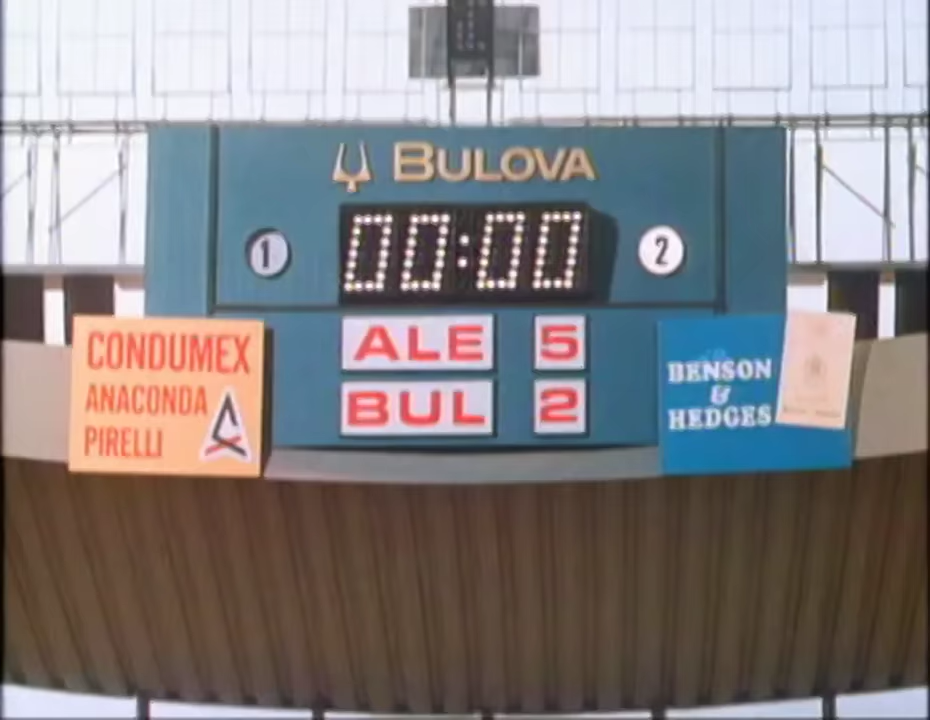 BULOVA
1
00:00
2
ALE 5
BUL 2
CONDUMEX
ANACONDA
PIRELLI
BENSON
&
HEDGES